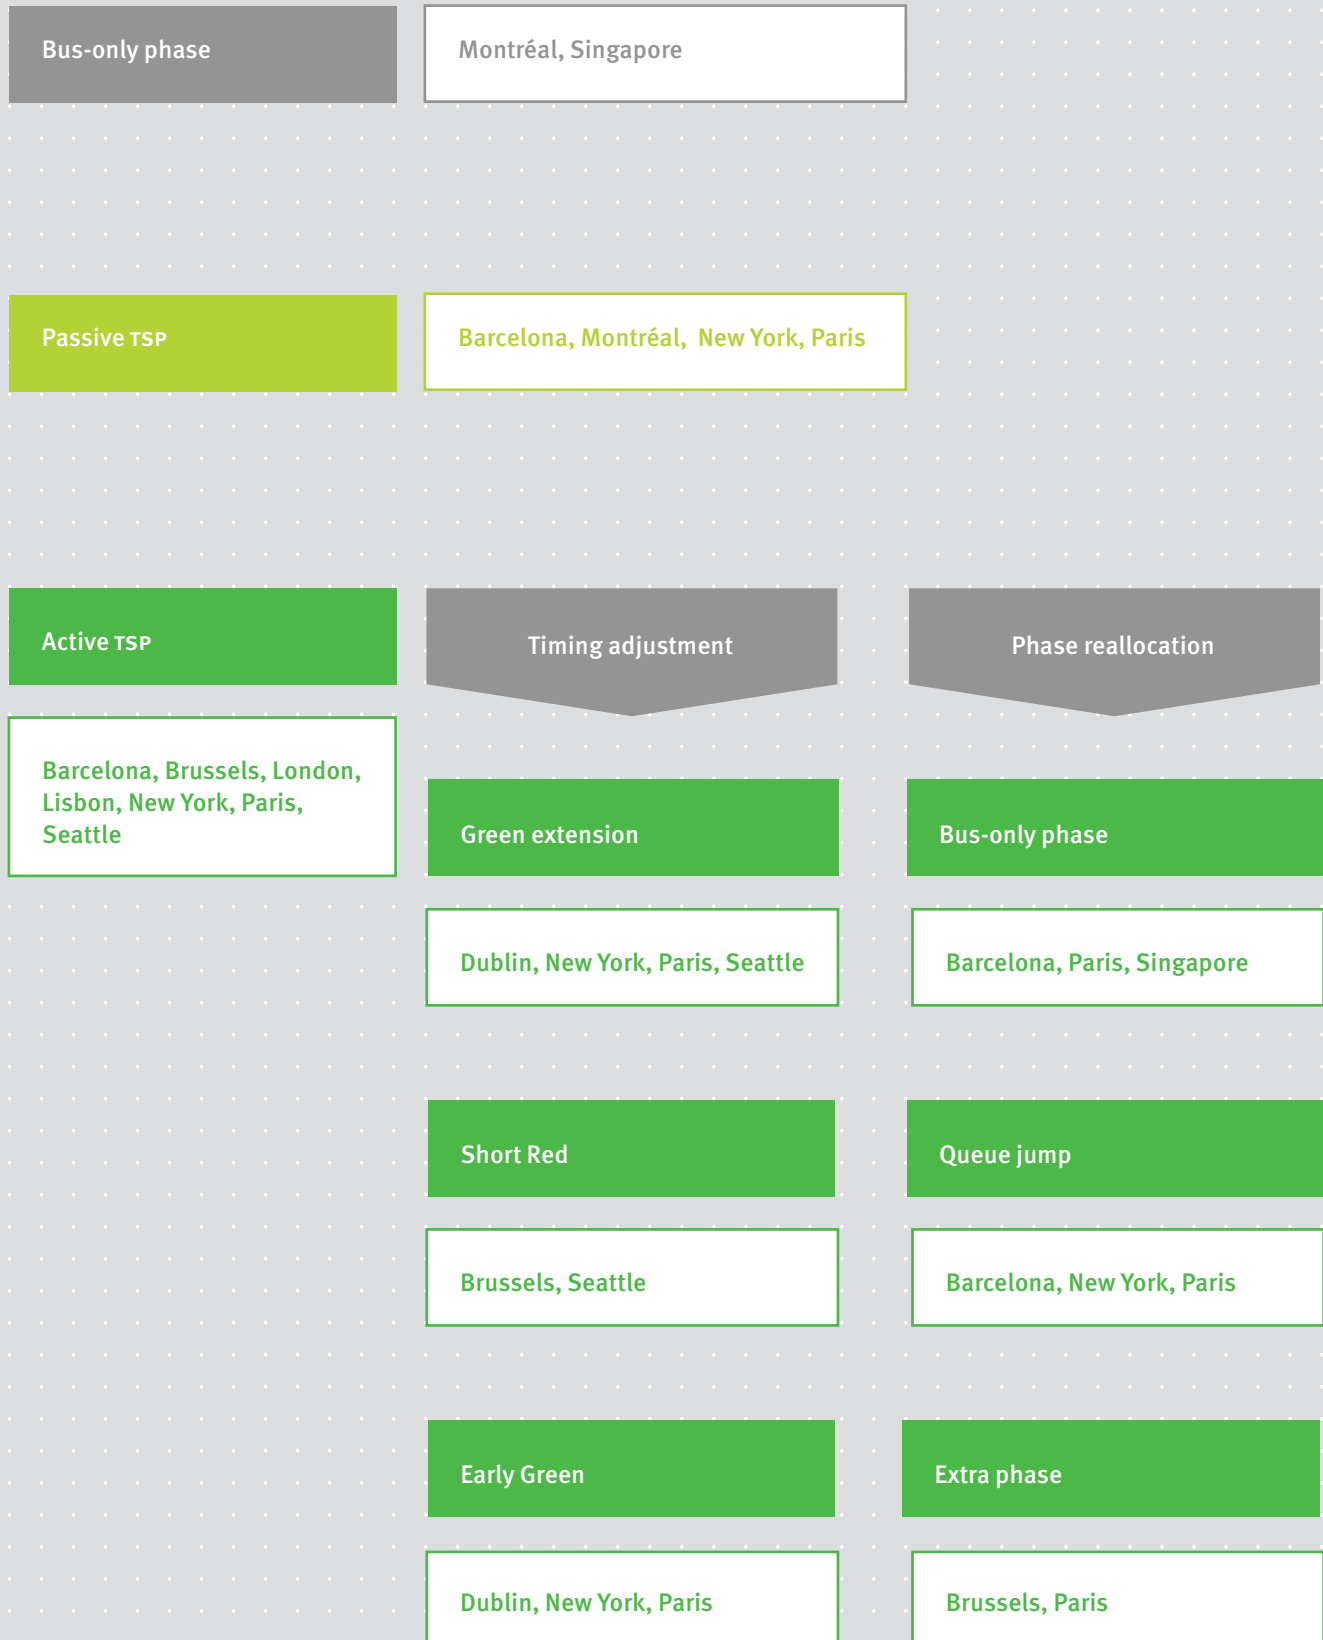 Bus-only phase
Montréal, Singapore
Passive TSP
Barcelona, Montréal, New York, Paris
Active TSP
Barcelona, Brussels, London,
Lisbon, New York, Paris,
Seattle
Timing adjustment
Green extension
Dublin, New York, Paris, Seattle
Short Red
Brussels, Seattle
Early Green
Dublin, New York, Paris
Phase reallocation
Bus-only phase
Barcelona, Paris, Singapore
Queue jump
Barcelona, New York, Paris
Extra phase
Brussels, Paris